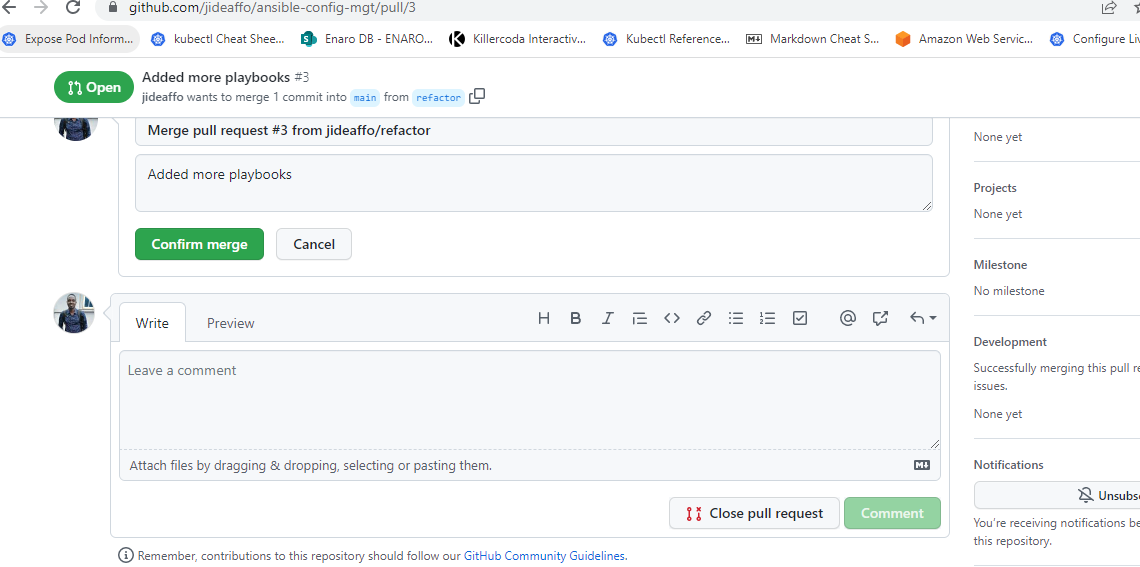 github.com/jideaffo/ansible-config-mgt/pull/3
Expose Pod Inform... kubectl Cheat Shee... Enaro DB - ENARO... Killercoda Interactiv... Kubectl Reference... Markdown Cheat S... Amazon Web Servic... Configure Liv
Open
Added more playbooks #3
jideaffo wants to merge 1 commit into main from refactor
Merge pull request #3 from jideaffo/refactor
Added more playbooks
Confirm merge Cancel
Write Preview
Leave a comment
Attach files by dragging & dropping, selecting or pasting them.
Close pull request Comment
Remember, contributions to this repository should follow our GitHub Community Guidelines.
None yet
Projects
None yet
Milestone
No milestone
Development
Successfully merging this pull re
issues.
None yet
Notifications
Unsubs
You're receiving notifications be
this repository.